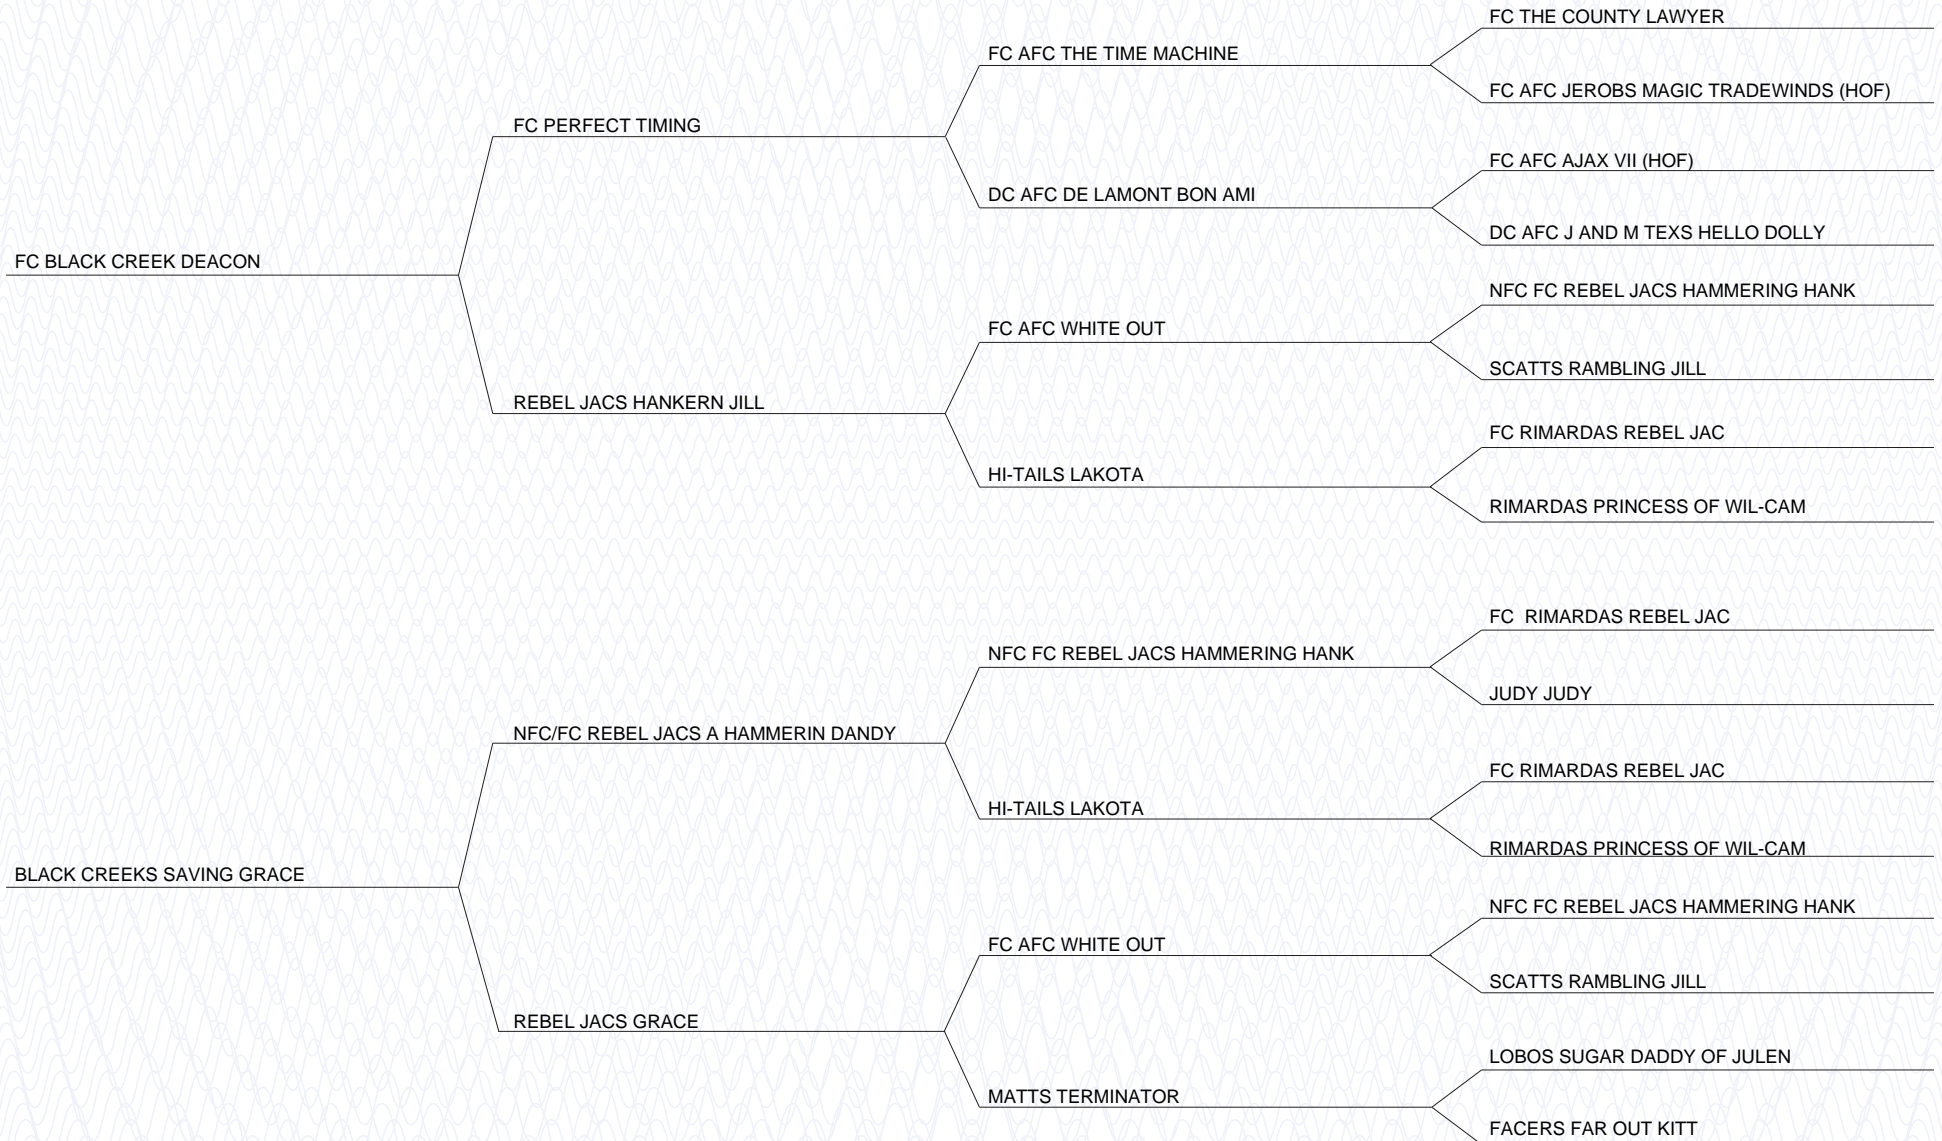 FC THE COUNTY LAWYER
FC AFC THE TIME MACHINE
FC AFC JEROBS MAGIC TRADEWINDS (HOF)
FC PERFECT TIMING
FC AFC AJAX VII (HOF)
DC AFC DE LAMONT BON AMI
DC AFC J AND M TEXS HELLO DOLLY
FC BLACK CREEK DEACON
NFC FC REBEL JACS HAMMERING HANK
FC AFC WHITE OUT
SCATTS RAMBLING JILL
REBEL JACS HANKERN JILL
FC RIMARDAS REBEL JAC
HI-TAILS LAKOTA
RIMARDAS PRINCESS OF WIL-CAM
FC  RIMARDAS REBEL JAC
NFC FC REBEL JACS HAMMERING HANK
JUDY JUDY
NFC/FC REBEL JACS A HAMMERIN DANDY
FC RIMARDAS REBEL JAC
HI-TAILS LAKOTA
RIMARDAS PRINCESS OF WIL-CAM
BLACK CREEKS SAVING GRACE
NFC FC REBEL JACS HAMMERING HANK
FC AFC WHITE OUT
SCATTS RAMBLING JILL
REBEL JACS GRACE
LOBOS SUGAR DADDY OF JULEN
MATTS TERMINATOR
FACERS FAR OUT KITT